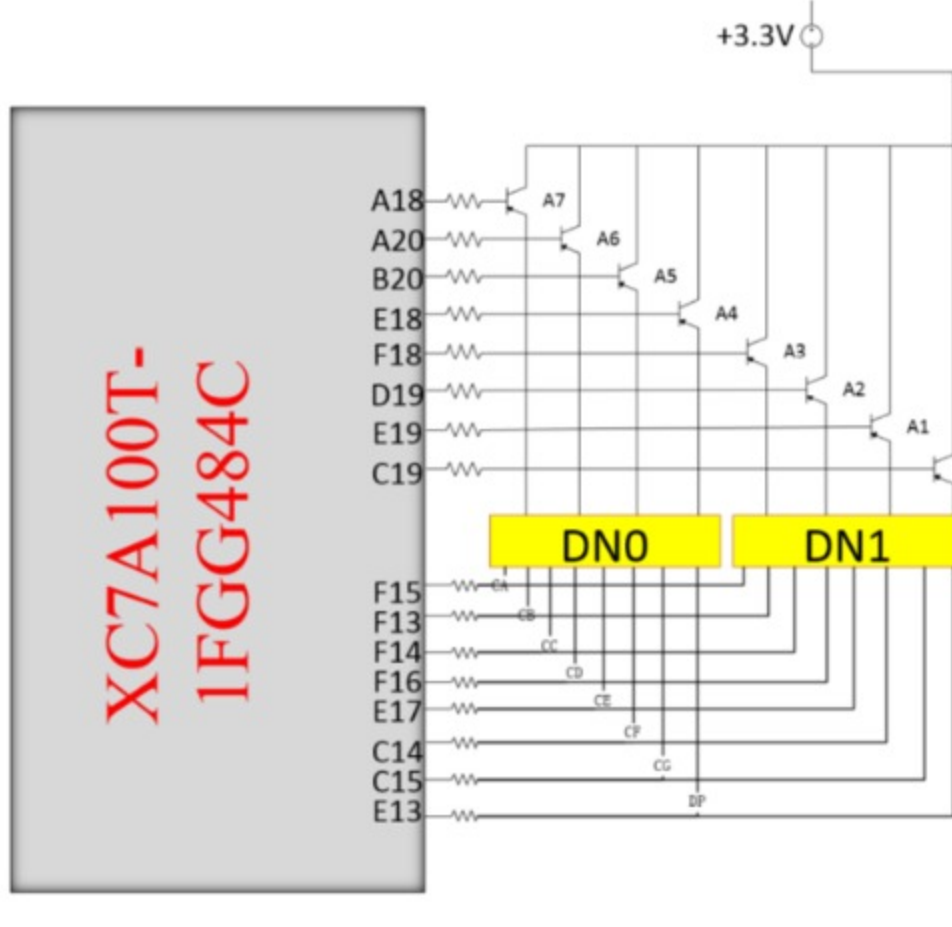 +3.3V
A18
A7
A20
A6
B20
A5
E18
A4
F18
A3
D19
A2
E19
A1
C19
XC7A100T-
1FGG484C
DN0
DN1
F15
CA
F13
CB
F14
CC
F16
CD
E17
CE
C14
CF
C15
CG
E13
DP